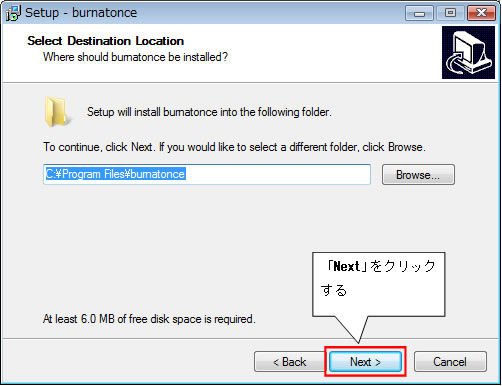 Setup - burnatonce
Select Destination Location
Where should burnatonce be installed?
Setup will install burnatonce into the following folder.
To continue, click Next. If you would like to select a different folder, click Browse.
C:¥Program Files¥burnatonce
Browse...
「Next」をクリック
する
At least 6.0 MB of free disk space is required.
< Back
Next >
Cancel